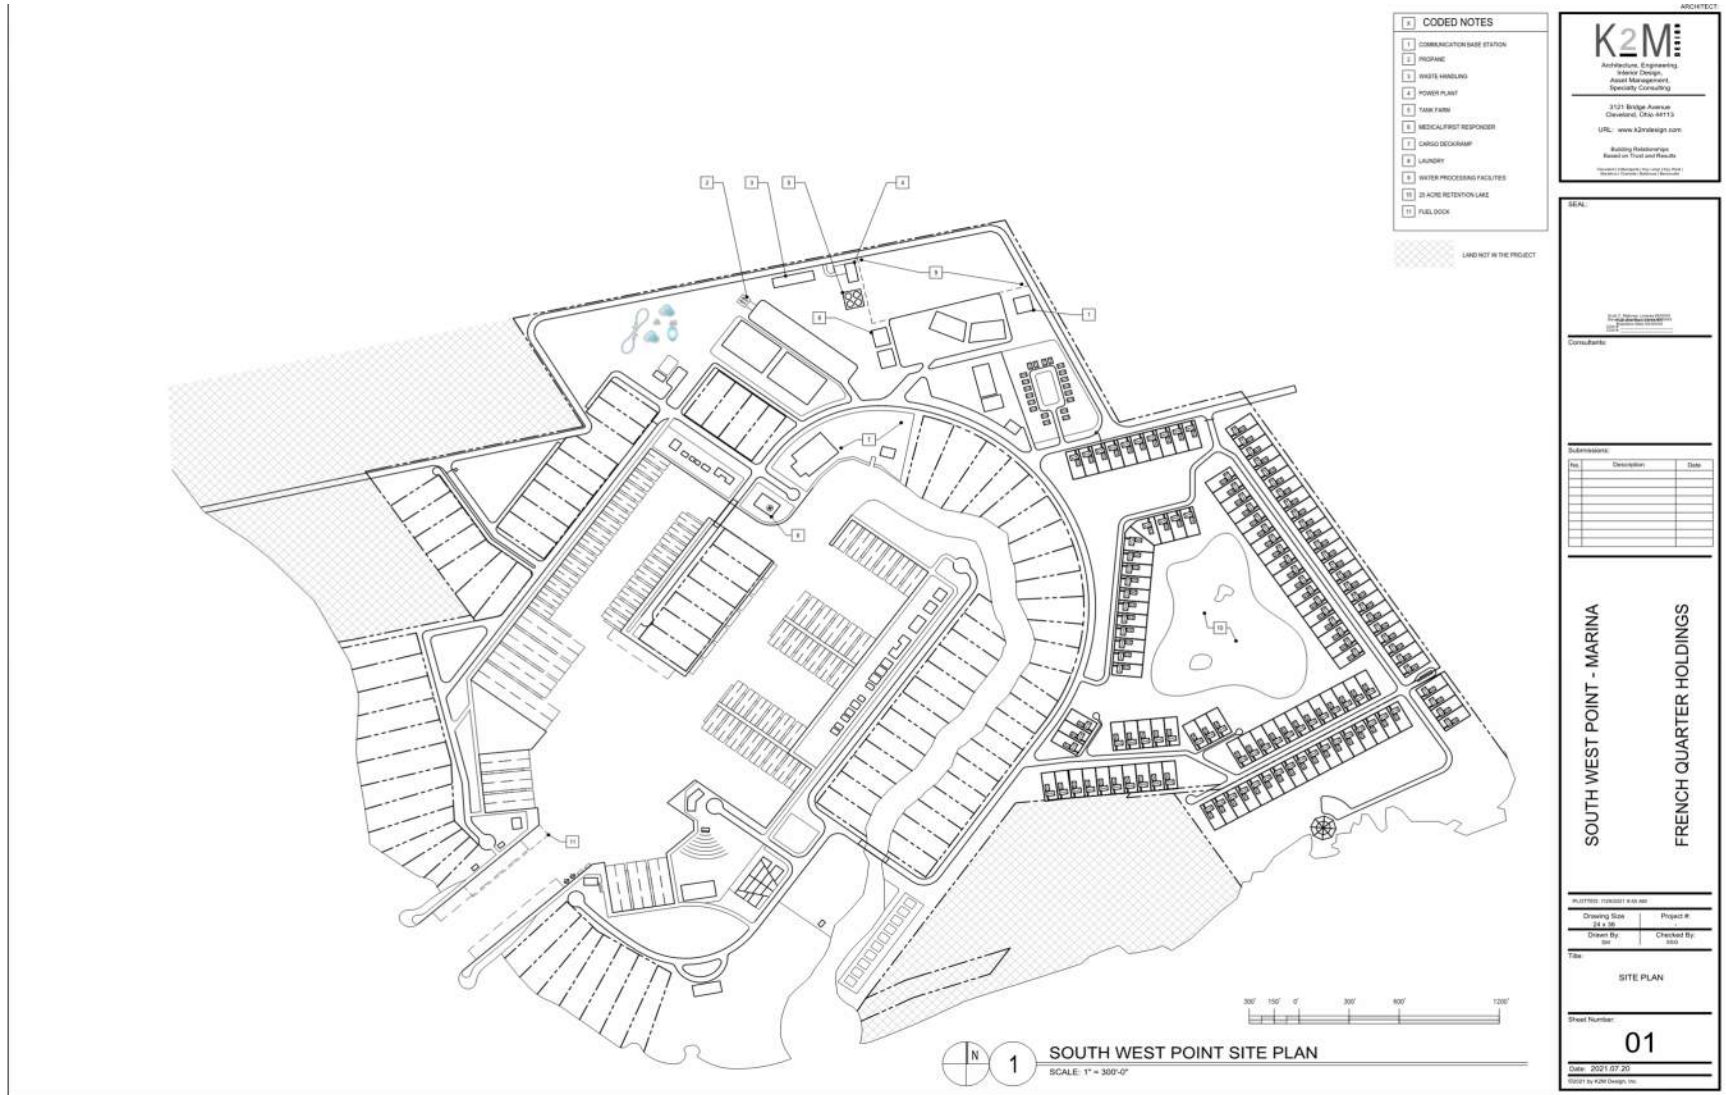 ARCHITECT:
X CODED NOTES
1 COMMUNICATION BASE STATION
2 PROPANE
3 WASTE HANDLING
4 POWER PLANT
5 TANK FARM
6 MEDICAL/FIRST RESPONDER
7 CARGO DECK/RAMP
8 LAUNDRY
9 WATER PROCESSING FACILITIES
10 25 ACRE RETENTION LAKE
11 FUEL DOCK
LAND NOT IN THE PROJECT
K2M DESIGN
Architecture, Engineering,
Interior Design,
Asset Management,
Specialty Consulting
3121 Bridge Avenue
Cleveland, Ohio 44113
URL: www.k2mdesign.com
Building Relationships
Based on Trust and Results
SEAL:
Consultants:
Submissions:
No. Description Date
SOUTH WEST POINT - MARINA
FRENCH QUARTER HOLDINGS
Drawing Size
24 x 36
Project #:
-
Drawn By:
Checked By:
SSG
Title:
SITE PLAN
Sheet Number:
01
Date: 2021.07.20
©2021 by K2M Design, Inc.
2
3
4
9
1
10
11
300' 150' 0' 300' 600' 1200'
N
1
SOUTH WEST POINT SITE PLAN
SCALE: 1" = 300'-0"